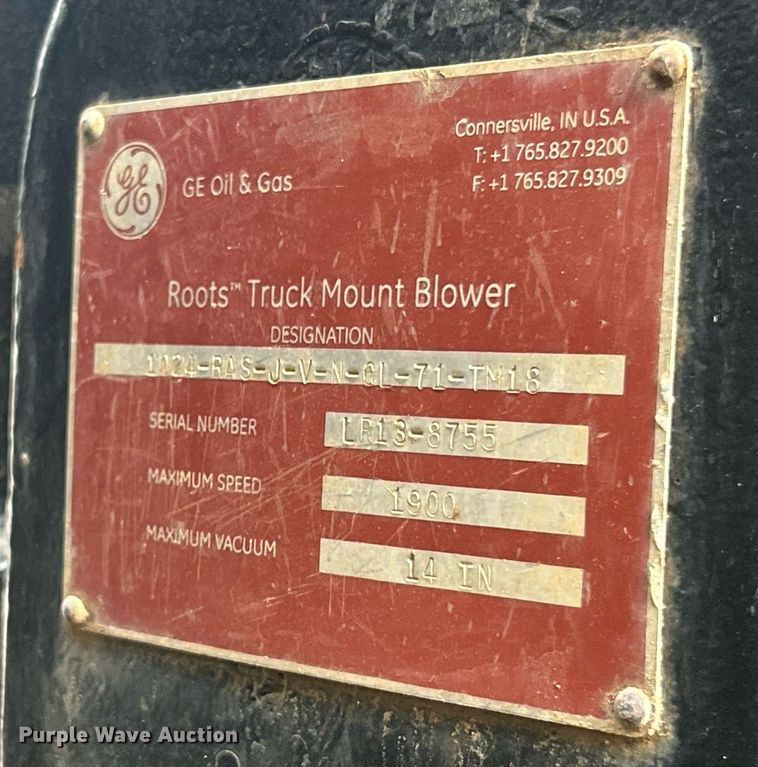 Connersville, IN U.S.A.
T: +1 765.827.9200
F: +1 765.827.9309
GE
GE Oil & Gas
Roots™ Truck Mount Blower
DESIGNATION
1024-RAS-J-V-N-GL-71-TM18
SERIAL NUMBER LR13-8755
MAXIMUM SPEED 1900
MAXIMUM VACUUM 14 IN
Purple Wave Auction